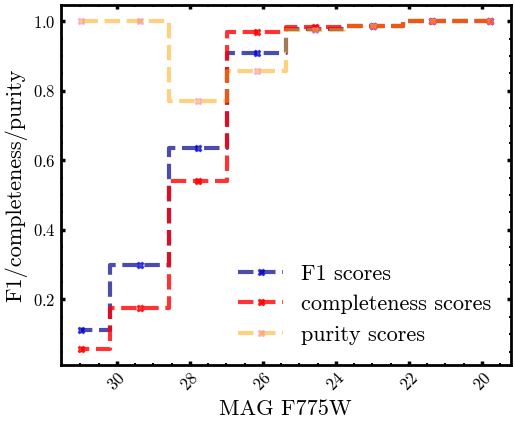 F1/completeness/purity
1.0
0.8
0.6
0.4
0.2
F1 scores
completeness scores
purity scores
30 28 26 24 22 20
MAG F775W